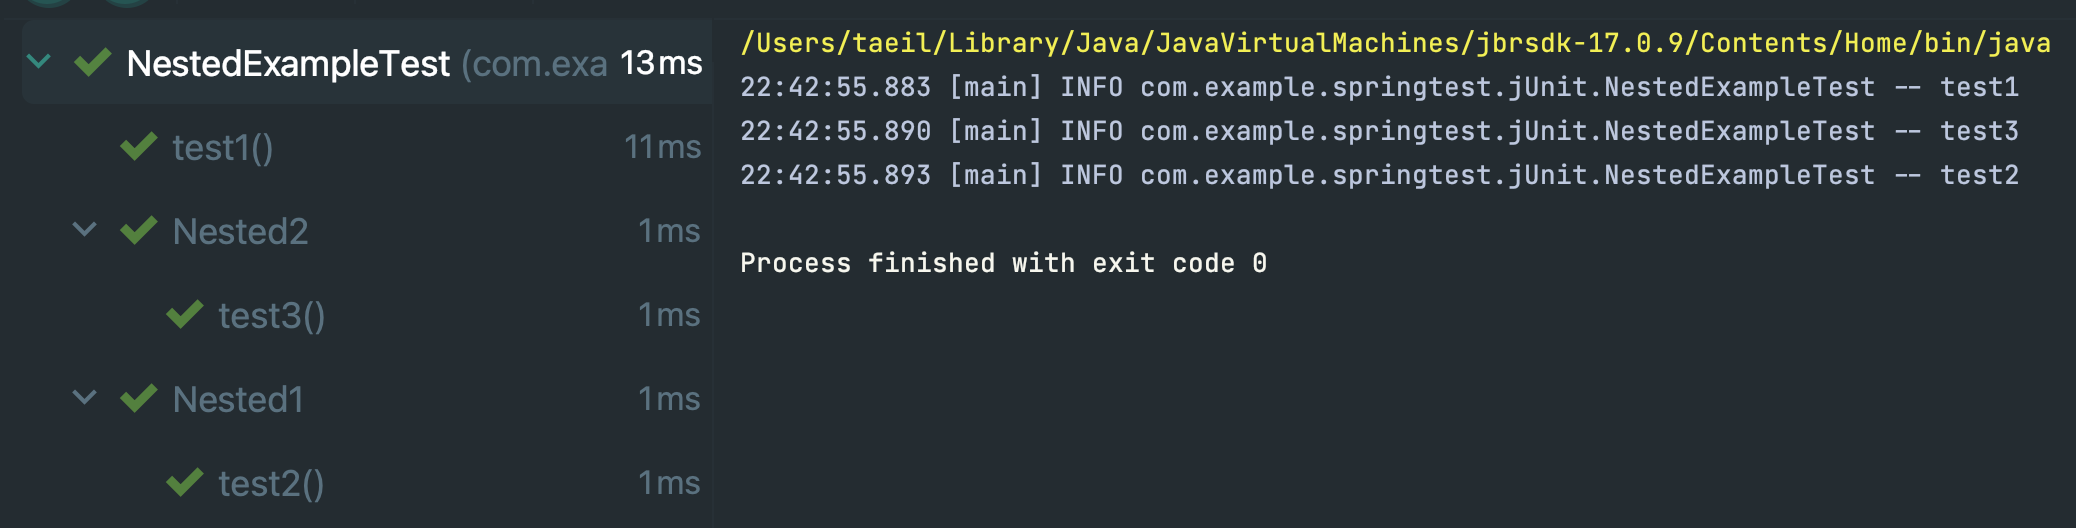 NestedExampleTest (com.exa 13ms
test1() 11ms
Nested2 1ms
test3() 1ms
Nested1 1ms
test2() 1ms
/Users/taeil/Library/Java/JavaVirtualMachines/jbrsdk-17.0.9/Contents/Home/bin/java
22:42:55.883 [main] INFO com.example.springtest.jUnit.NestedExampleTest -- test1
22:42:55.890 [main] INFO com.example.springtest.jUnit.NestedExampleTest -- test3
22:42:55.893 [main] INFO com.example.springtest.jUnit.NestedExampleTest -- test2
Process finished with exit code 0